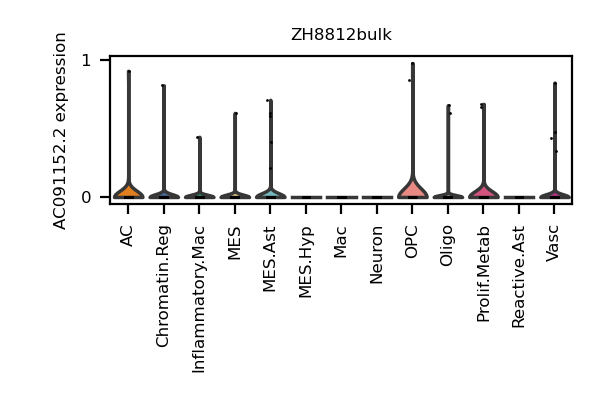 ZH8812bulk
AC091152.2 expression
1
0
AC
Chromatin.Reg
Inflammatory.Mac
MES
MES.Ast
MES.Hyp
Mac
Neuron
OPC
Oligo
Prolif.Metab
Reactive.Ast
Vasc